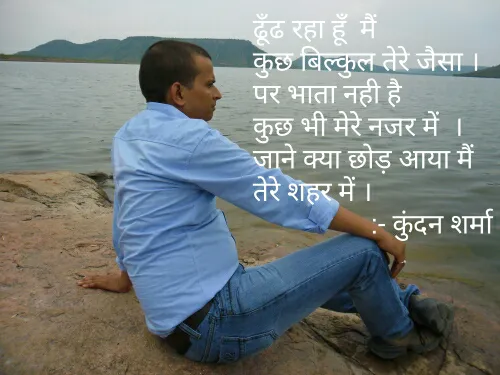 ढूँढ रहा हूँ मैं
कुछ बिल्कुल तेरे जैसा ।
पर भाता नही है
कुछ भी मेरे नजर में ।
जाने क्या छोड़ आया मैं
तेरे शहर में ।
:- कुंदन शर्मा